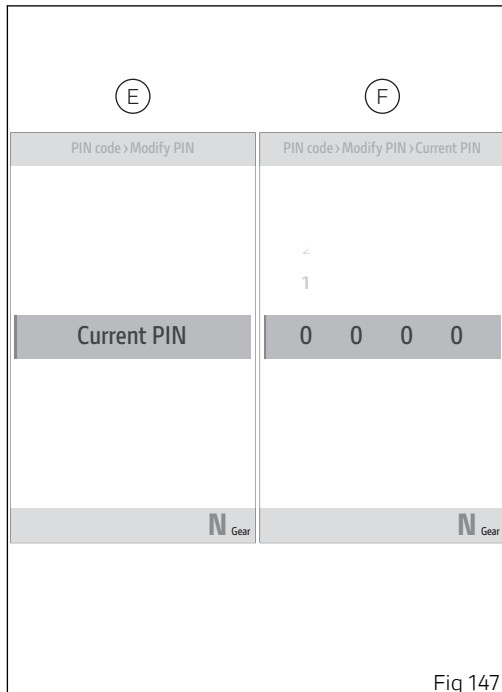 E
F
PIN code › Modify PIN
PIN code › Modify PIN › Current PIN
2
1
Current PIN
0 0 0 0
N Gear
N Gear
Fig 147